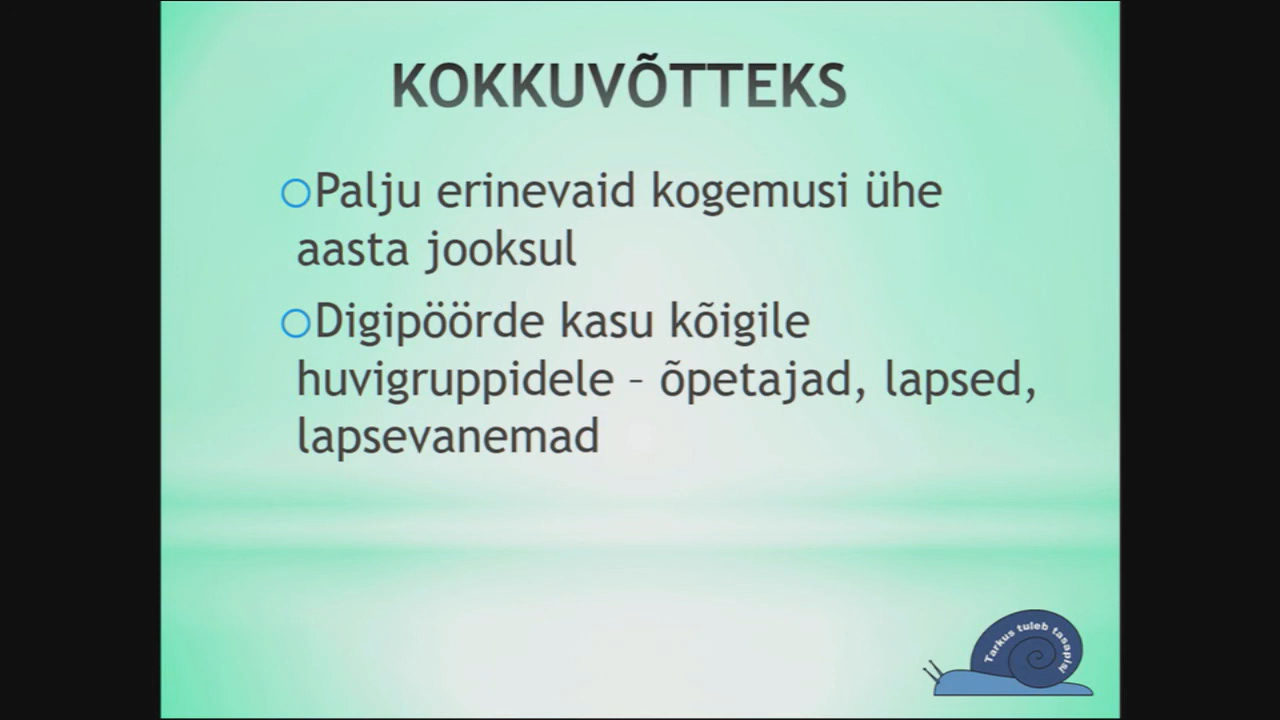 KOKKUVÕTTEKS
Palju erinevaid kogemusi ühe
aasta jooksul
Digipöörde kasu kõigile
huvigruppidele – õpetajad, lapsed,
lapsevanemad
Tarkus tuleb tasapisi